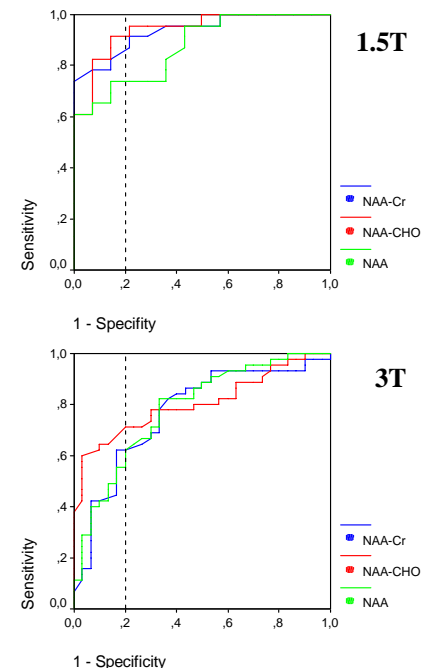 1,0
1.5T
,8
,6
,4
,2
0,0
Sensitivity
NAA-Cr
NAA-CHO
NAA
0,0 ,2 ,4 ,6 ,8 1,0
1 - Specifity
1,0
3T
,8
,6
,4
,2
0,0
Sensitivity
NAA-Cr
NAA-CHO
NAA
0,0 ,2 ,4 ,6 ,8 1,0
1 - Specificity